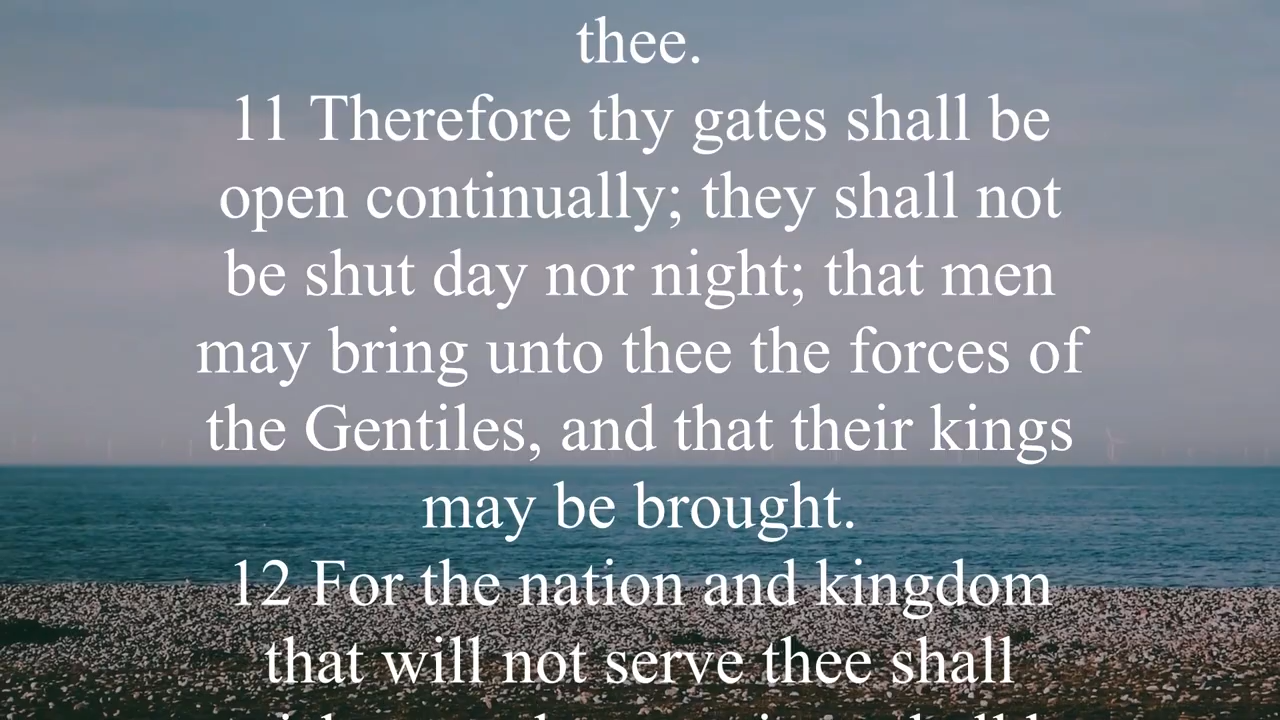 thee.
11 Therefore thy gates shall be
open continually; they shall not
be shut day nor night; that men
may bring unto thee the forces of
the Gentiles, and that their kings
may be brought.
12 For the nation and kingdom
that will not serve thee shall